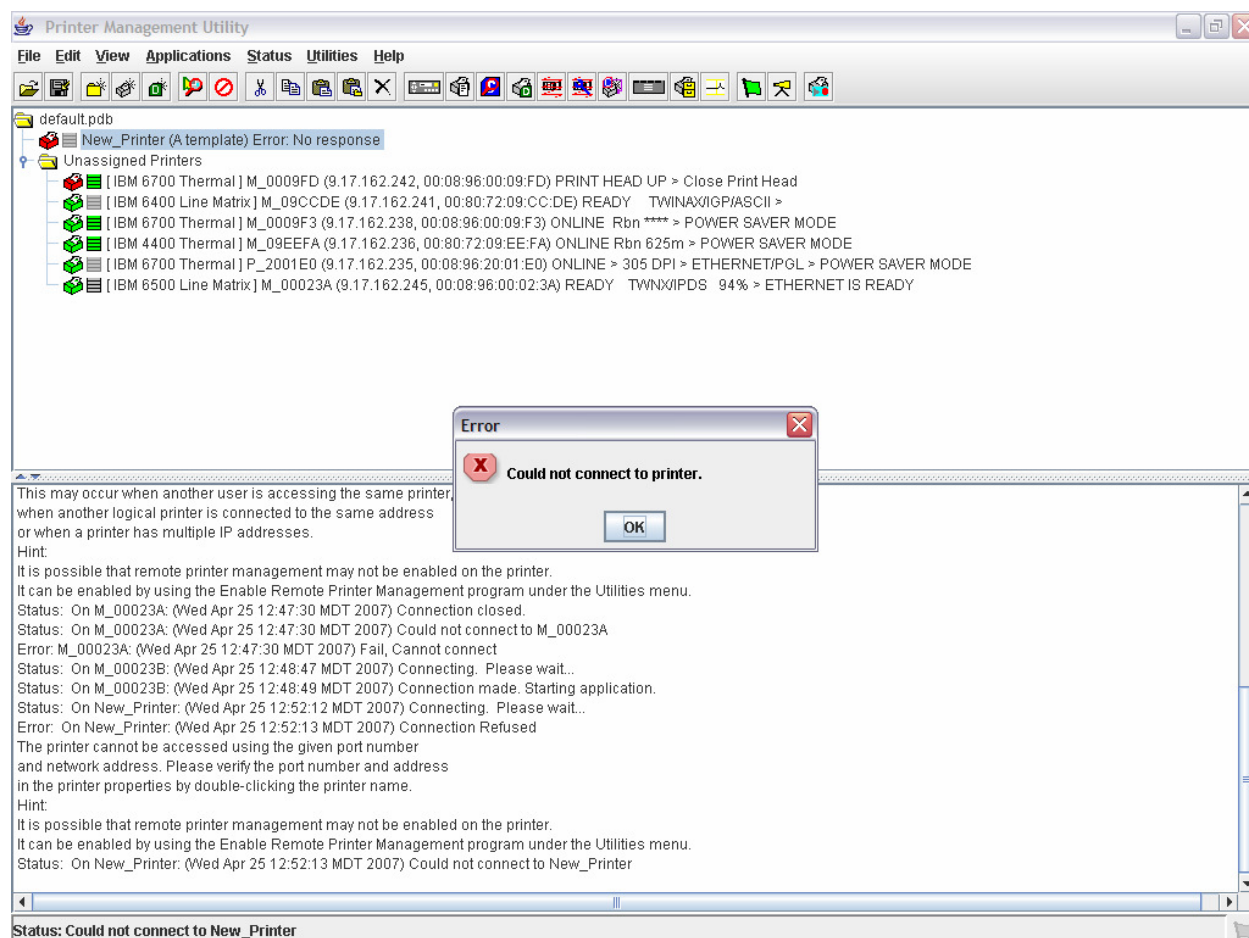 Printer Management Utility
File Edit View Applications Status Utilities Help
default.pdb
New_Printer (A template) Error: No response
Unassigned Printers
[ IBM 6700 Thermal ] M_0009FD (9.17.162.242, 00:08:96:00:09:FD) PRINT HEAD UP > Close Print Head
[ IBM 6400 Line Matrix ] M_09CCDE (9.17.162.241, 00:80:72:09:CC:DE) READY TWINAX/IGP/ASCII >
[ IBM 6700 Thermal ] M_0009F3 (9.17.162.238, 00:08:96:00:09:F3) ONLINE Rbn **** > POWER SAVER MODE
[ IBM 4400 Thermal ] M_09EEFA (9.17.162.236, 00:80:72:09:EE:FA) ONLINE Rbn 625m > POWER SAVER MODE
[ IBM 6700 Thermal ] P_2001E0 (9.17.162.235, 00:08:96:20:01:E0) ONLINE > 305 DPI > ETHERNET/PGL > POWER SAVER MODE
[ IBM 6500 Line Matrix ] M_00023A (9.17.162.245, 00:08:96:00:02:3A) READY TWNX/IPDS 94% > ETHERNET IS READY
Error
Could not connect to printer.
OK
This may occur when another user is accessing the same printer,
when another logical printer is connected to the same address
or when a printer has multiple IP addresses.
Hint:
It is possible that remote printer management may not be enabled on the printer.
It can be enabled by using the Enable Remote Printer Management program under the Utilities menu.
Status: On M_00023A: (Wed Apr 25 12:47:30 MDT 2007) Connection closed.
Status: On M_00023A: (Wed Apr 25 12:47:30 MDT 2007) Could not connect to M_00023A
Error: M_00023A: (Wed Apr 25 12:47:30 MDT 2007) Fail, Cannot connect
Status: On M_00023B: (Wed Apr 25 12:48:47 MDT 2007) Connecting. Please wait...
Status: On M_00023B: (Wed Apr 25 12:48:49 MDT 2007) Connection made. Starting application.
Status: On New_Printer: (Wed Apr 25 12:52:12 MDT 2007) Connecting. Please wait...
Error: On New_Printer: (Wed Apr 25 12:52:13 MDT 2007) Connection Refused
The printer cannot be accessed using the given port number
and network address. Please verify the port number and address
in the printer properties by double-clicking the printer name.
Hint:
It is possible that remote printer management may not be enabled on the printer.
It can be enabled by using the Enable Remote Printer Management program under the Utilities menu.
Status: On New_Printer: (Wed Apr 25 12:52:13 MDT 2007) Could not connect to New_Printer
Status: Could not connect to New_Printer